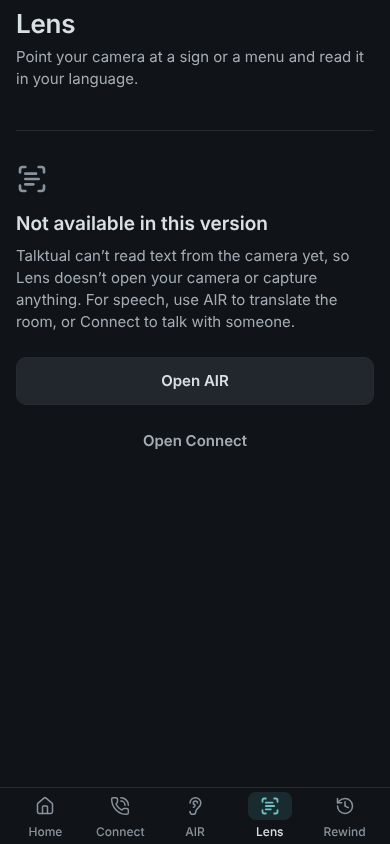 Lens
Point your camera at a sign or a menu and read it
in your language.
Not available in this version
Talktual can’t read text from the camera yet, so
Lens doesn’t open your camera or capture
anything. For speech, use AIR to translate the
room, or Connect to talk with someone.
Open AIR
Open Connect
Home
Connect
AIR
Lens
Rewind